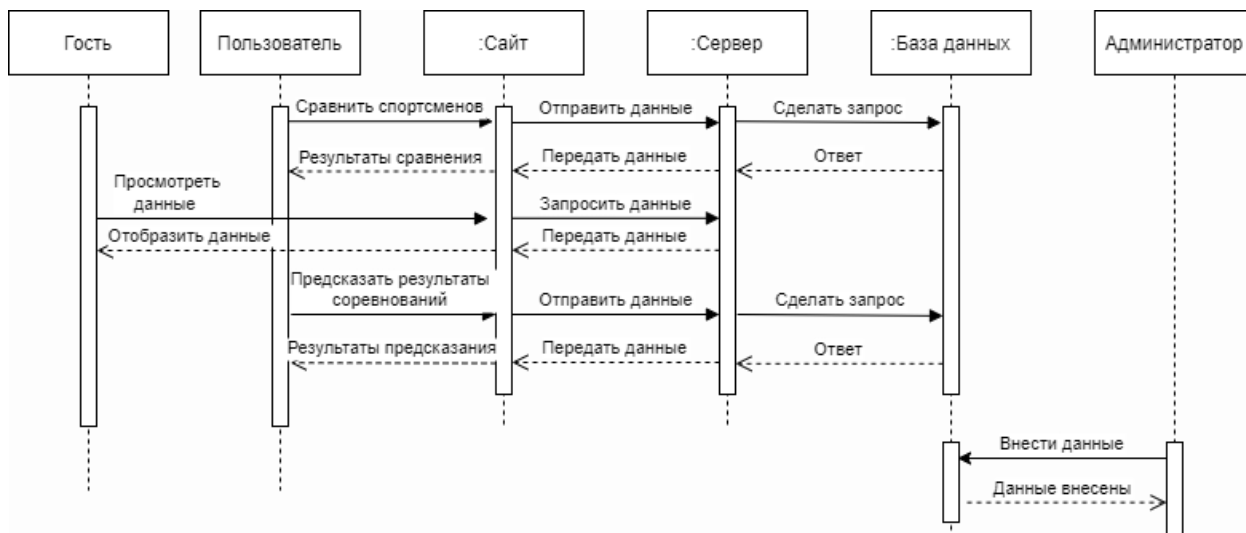 Гость
Пользователь
:Сайт
:Сервер
:База данных
Администратор
Сравнить спортсменов
Отправить данные
Сделать запрос
Результаты сравнения
Передать данные
Ответ
Просмотреть
данные
Запросить данные
Отобразить данные
Передать данные
Предсказать результаты
соревнований
Отправить данные
Сделать запрос
Результаты предсказания
Передать данные
Ответ
Внести данные
Данные внесены